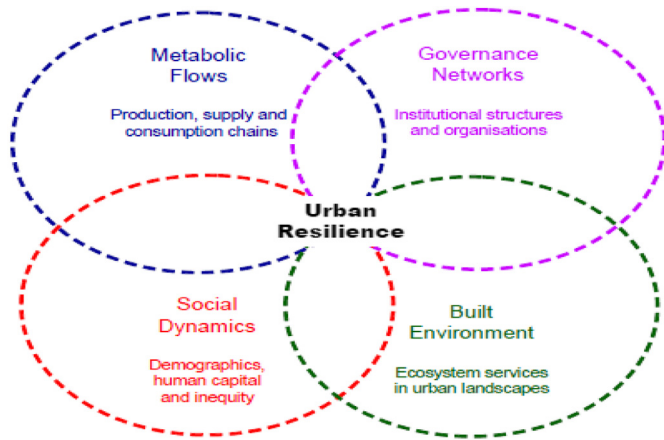 Metabolic
Flows
Production, supply and
consumption chains
Governance
Networks
Institutional structures
and organisations
Urban
Resilience
Social
Dynamics
Demographics,
human capital
and inequity
Built
Environment
Ecosystem services
in urban landscapes